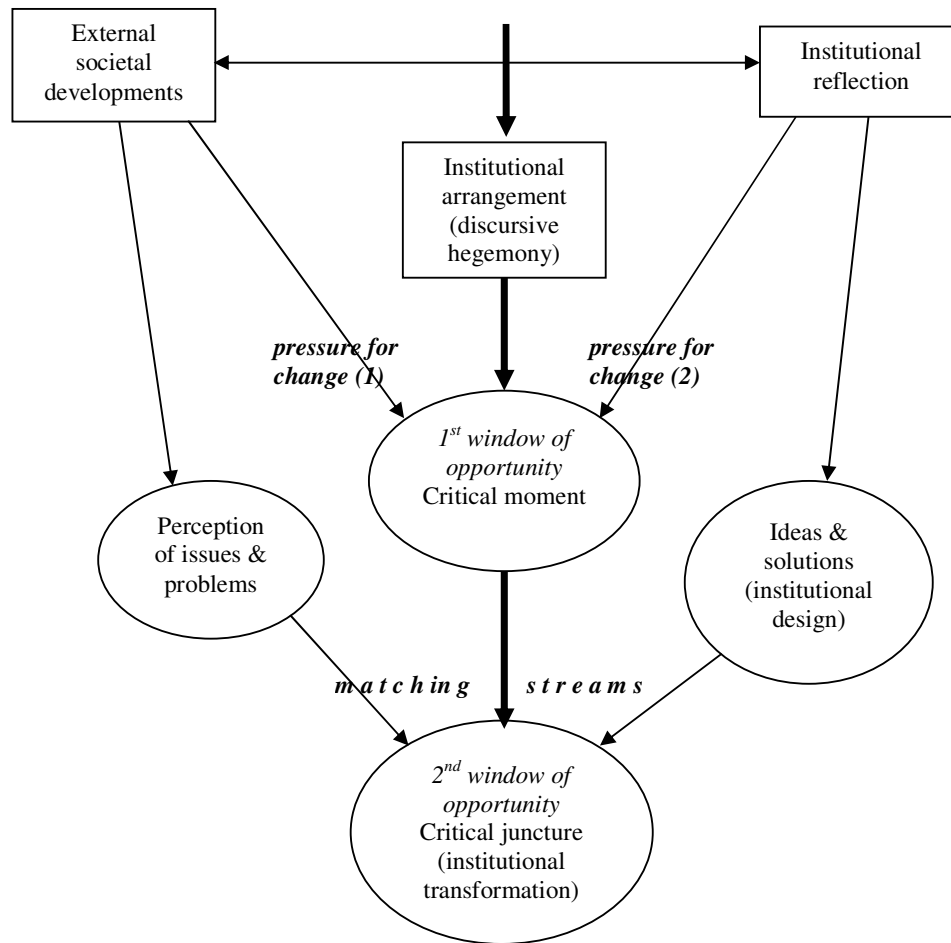 External
societal
developments
Institutional
reflection
Institutional
arrangement
(discursive
hegemony)
pressure for
change (1)
pressure for
change (2)
1st window of
opportunity
Critical moment
Perception
of issues &
problems
Ideas &
solutions
(institutional
design)
m a t c h i n g
s t r e a m s
2nd window of
opportunity
Critical juncture
(institutional
transformation)